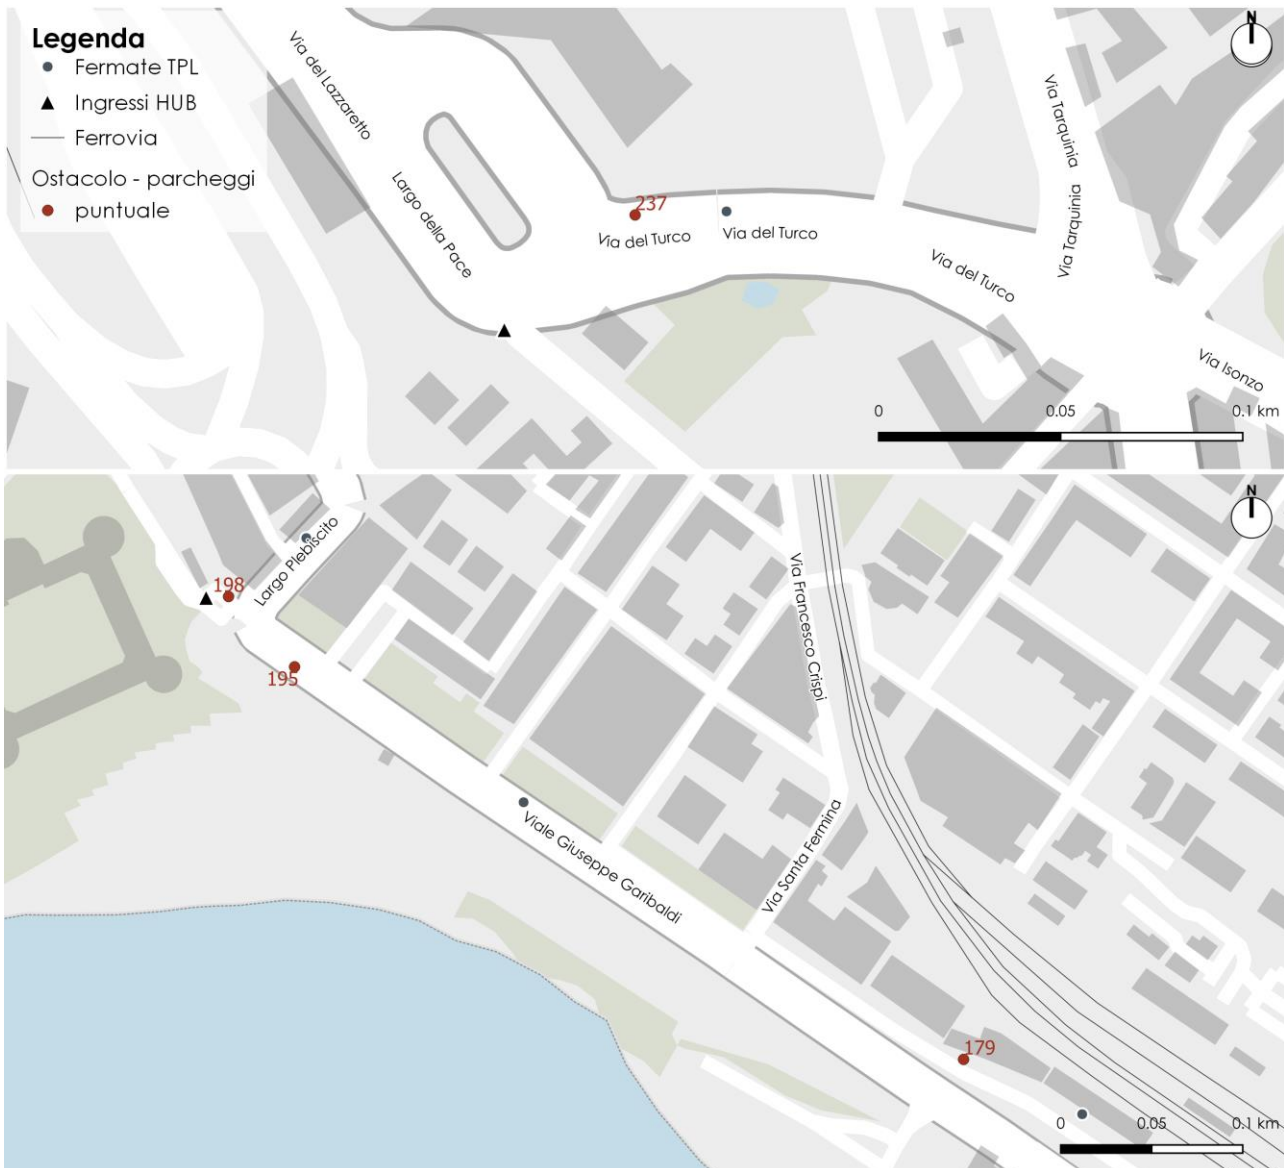 Legenda
Fermate TPL
Ingressi HUB
Ferrovia
Ostacolo - parcheggi
puntuale
N
Via del Lazzaretto
Largo della Pace
237
Via del Turco
Via del Turco
Via del Turco
Via Tarquinia
Via Tarquinia
Via Isonzo
0 0.05 0.1 km
N
Largo Plebiscito
198
195
Via Francesco Crispi
Viale Giuseppe Garibaldi
Via Santa Fermina
179
0 0.05 0.1 km